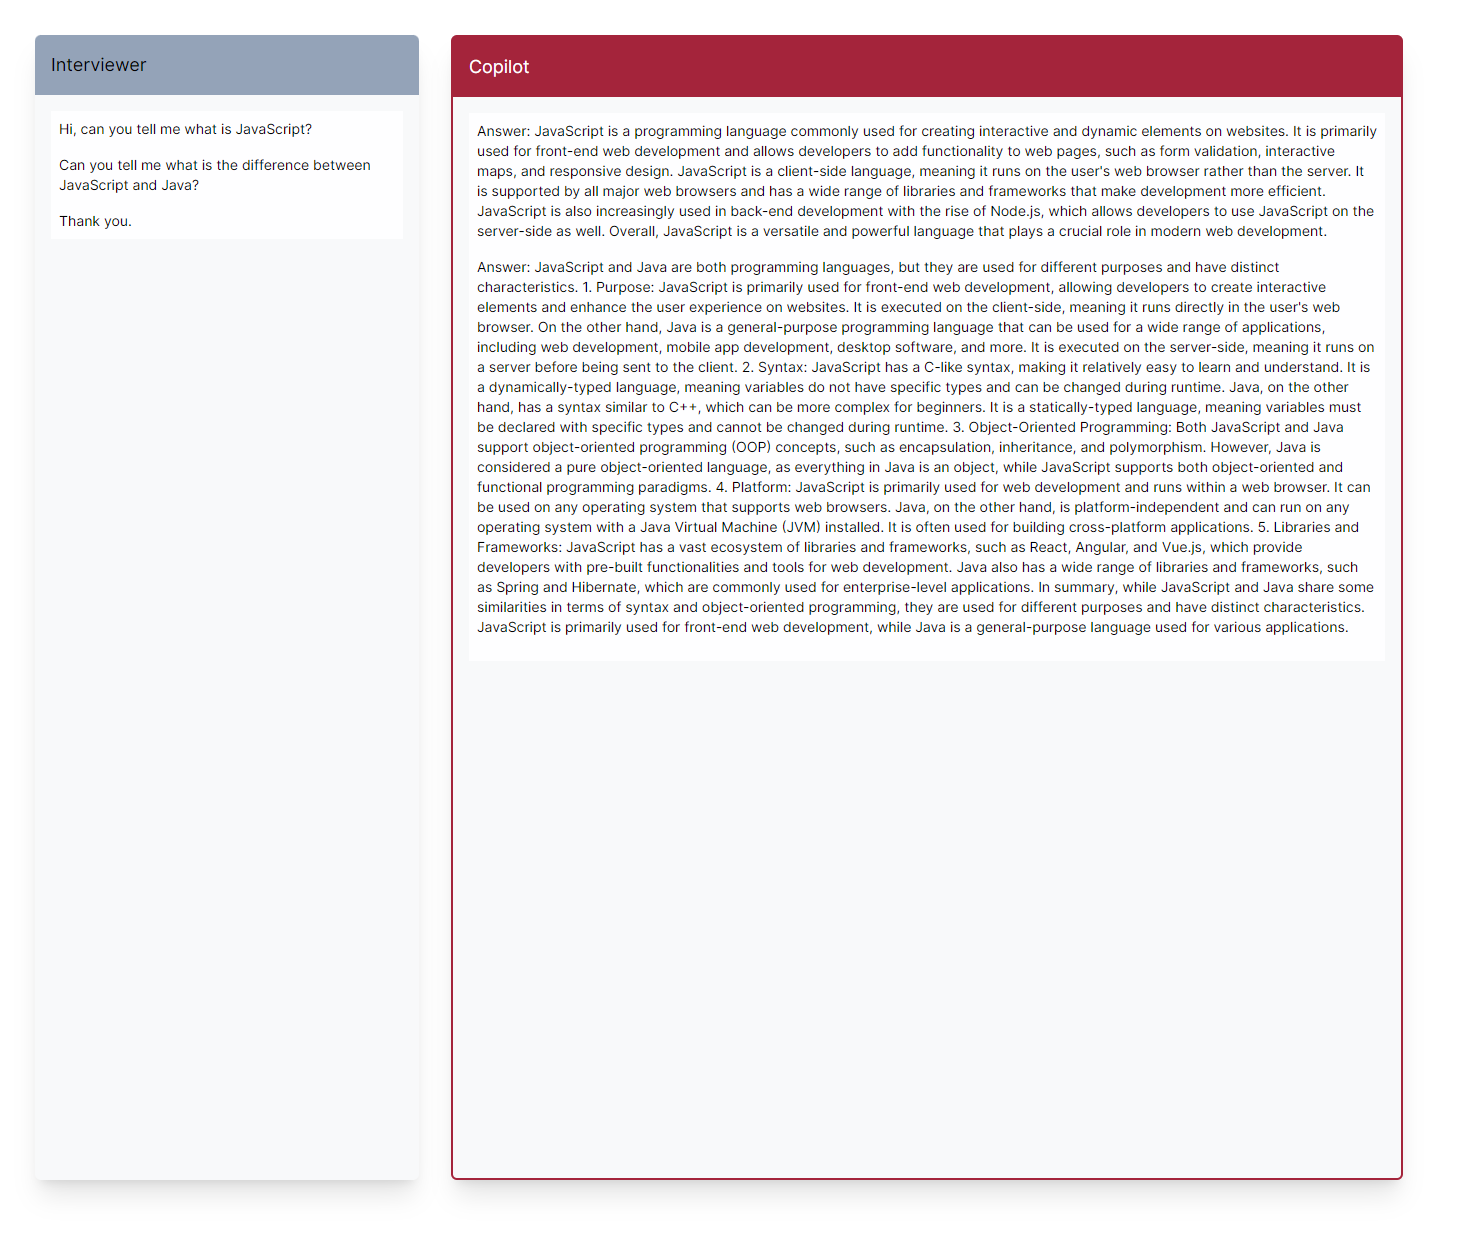 Interviewer
Hi, can you tell me what is JavaScript?
Can you tell me what is the difference between
JavaScript and Java?
Thank you.
Copilot
Answer: JavaScript is a programming language commonly used for creating interactive and dynamic elements on websites. It is primarily
used for front-end web development and allows developers to add functionality to web pages, such as form validation, interactive
maps, and responsive design. JavaScript is a client-side language, meaning it runs on the user's web browser rather than the server. It
is supported by all major web browsers and has a wide range of libraries and frameworks that make development more efficient.
JavaScript is also increasingly used in back-end development with the rise of Node.js, which allows developers to use JavaScript on the
server-side as well. Overall, JavaScript is a versatile and powerful language that plays a crucial role in modern web development.
Answer: JavaScript and Java are both programming languages, but they are used for different purposes and have distinct
characteristics. 1. Purpose: JavaScript is primarily used for front-end web development, allowing developers to create interactive
elements and enhance the user experience on websites. It is executed on the client-side, meaning it runs directly in the user's web
browser. On the other hand, Java is a general-purpose programming language that can be used for a wide range of applications,
including web development, mobile app development, desktop software, and more. It is executed on the server-side, meaning it runs on
a server before being sent to the client. 2. Syntax: JavaScript has a C-like syntax, making it relatively easy to learn and understand. It is
a dynamically-typed language, meaning variables do not have specific types and can be changed during runtime. Java, on the other
hand, has a syntax similar to C++, which can be more complex for beginners. It is a statically-typed language, meaning variables must
be declared with specific types and cannot be changed during runtime. 3. Object-Oriented Programming: Both JavaScript and Java
support object-oriented programming (OOP) concepts, such as encapsulation, inheritance, and polymorphism. However, Java is
considered a pure object-oriented language, as everything in Java is an object, while JavaScript supports both object-oriented and
functional programming paradigms. 4. Platform: JavaScript is primarily used for web development and runs within a web browser. It can
be used on any operating system that supports web browsers. Java, on the other hand, is platform-independent and can run on any
operating system with a Java Virtual Machine (JVM) installed. It is often used for building cross-platform applications. 5. Libraries and
Frameworks: JavaScript has a vast ecosystem of libraries and frameworks, such as React, Angular, and Vue.js, which provide
developers with pre-built functionalities and tools for web development. Java also has a wide range of libraries and frameworks, such
as Spring and Hibernate, which are commonly used for enterprise-level applications. In summary, while JavaScript and Java share some
similarities in terms of syntax and object-oriented programming, they are used for different purposes and have distinct characteristics.
JavaScript is primarily used for front-end web development, while Java is a general-purpose language used for various applications.